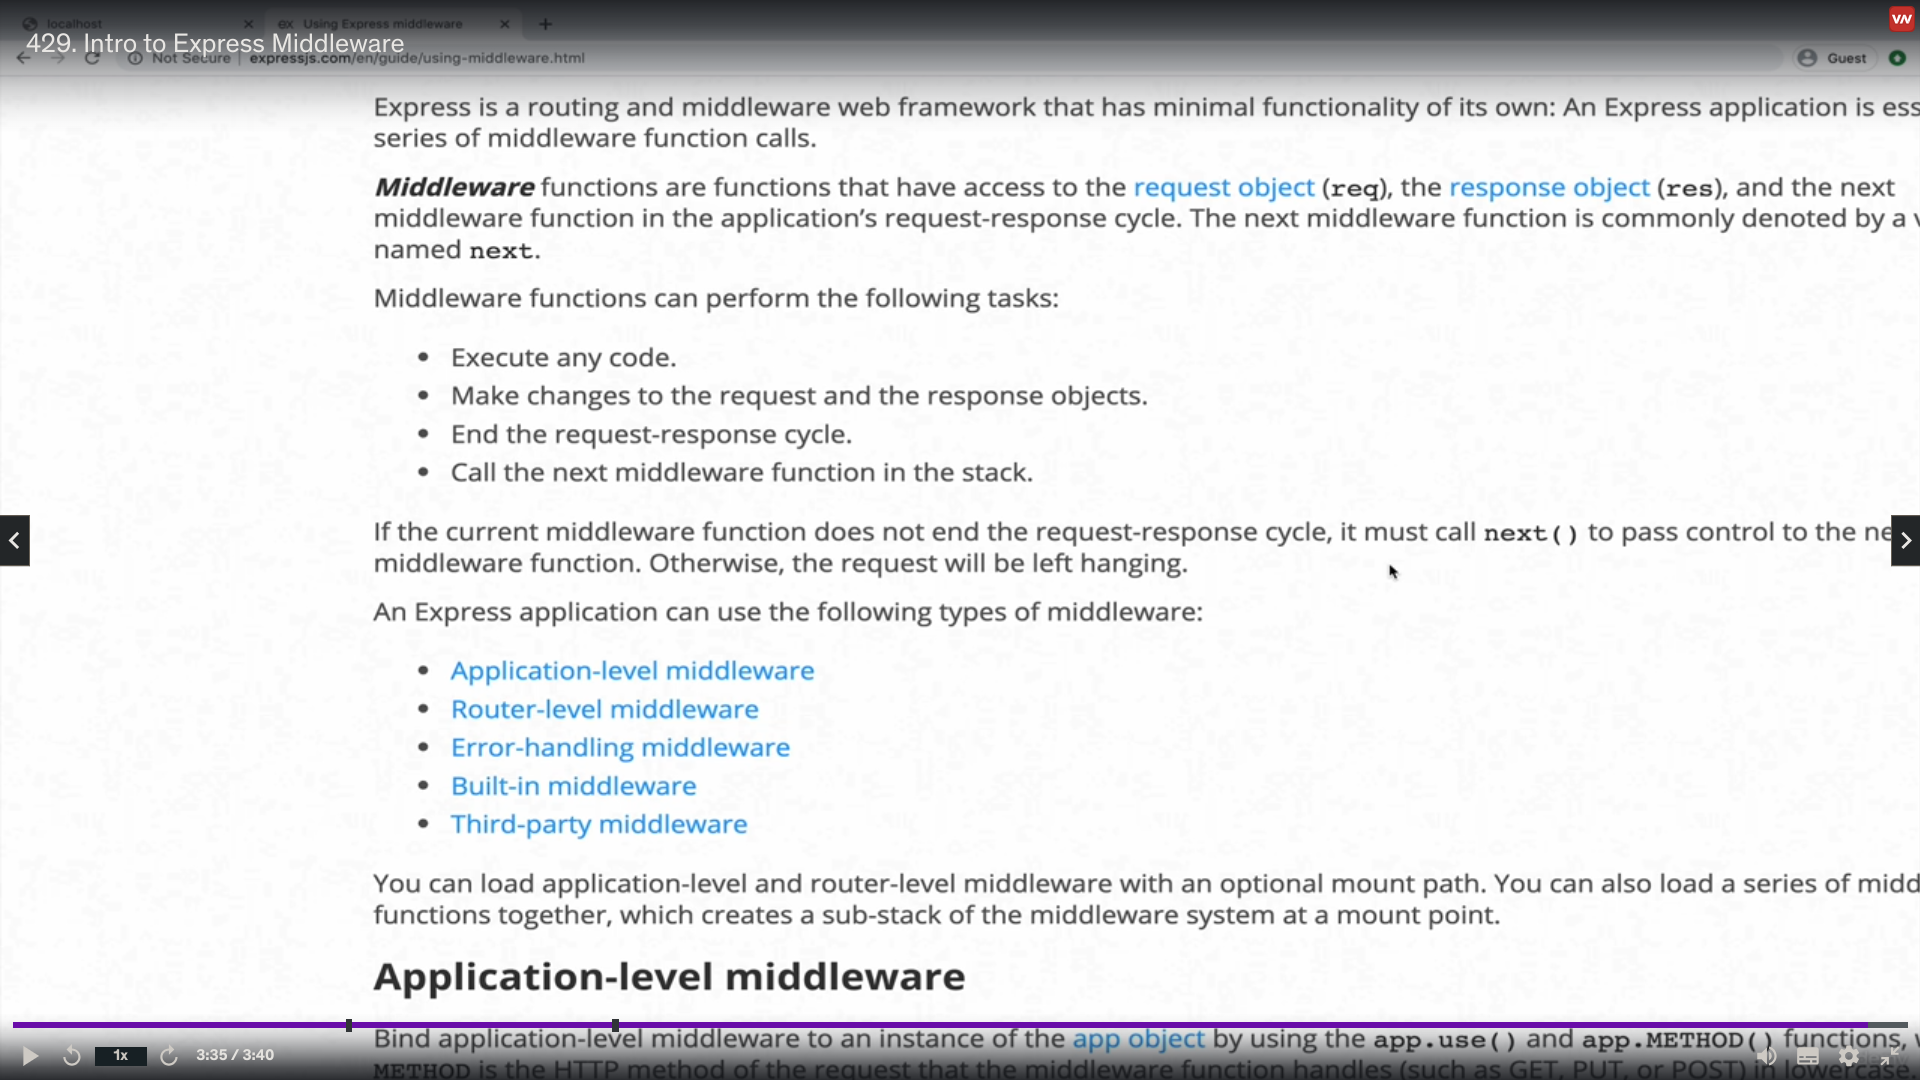 localhost
ex Using Express middleware
429. Intro to Express Middleware
Not Secure | expressjs.com/en/guide/using-middleware.html
Guest
Express is a routing and middleware web framework that has minimal functionality of its own: An Express application is ess
series of middleware function calls.
Middleware functions are functions that have access to the request object (req), the response object (res), and the next
middleware function in the application's request-response cycle. The next middleware function is commonly denoted by a v
named next.
Middleware functions can perform the following tasks:
• Execute any code.
• Make changes to the request and the response objects.
• End the request-response cycle.
• Call the next middleware function in the stack.
If the current middleware function does not end the request-response cycle, it must call next() to pass control to the ne
middleware function. Otherwise, the request will be left hanging.
An Express application can use the following types of middleware:
• Application-level middleware
• Router-level middleware
• Error-handling middleware
• Built-in middleware
• Third-party middleware
You can load application-level and router-level middleware with an optional mount path. You can also load a series of midd
functions together, which creates a sub-stack of the middleware system at a mount point.
Application-level middleware
Bind application-level middleware to an instance of the app object by using the app.use() and app.METHOD() functions, w
1x
3:35 / 3:40
METHOD is the HTTP method of the request that the middleware function handles (such as GET, PUT, or POST) in lowercase.